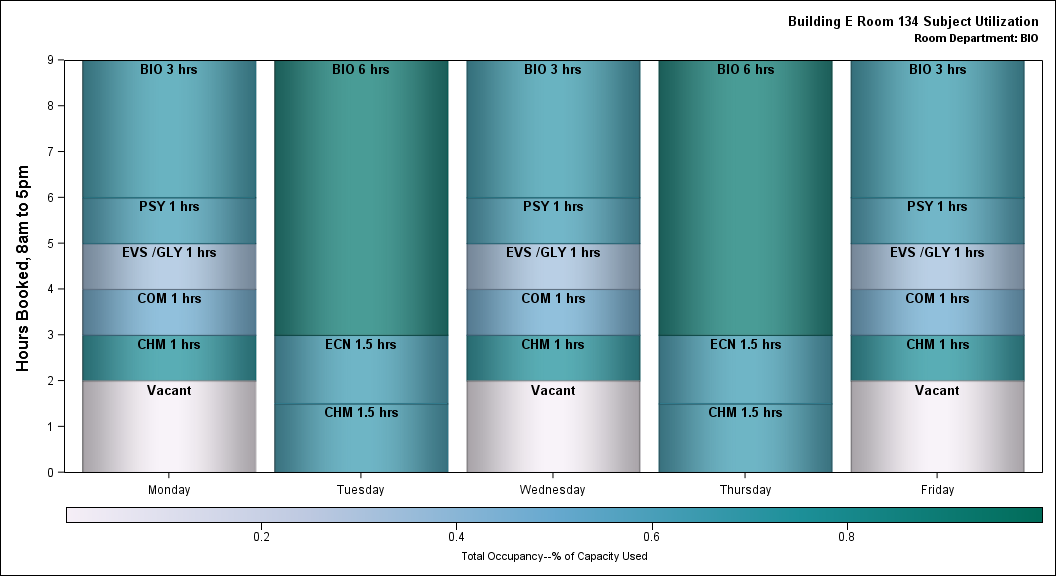 Building E Room 134 Subject Utilization
Room Department: BIO
Hours Booked, 8am to 5pm
9
8
7
6
5
4
3
2
1
0
BIO 3 hrs
PSY 1 hrs
EVS /GLY 1 hrs
COM 1 hrs
CHM 1 hrs
Vacant
BIO 6 hrs
ECN 1.5 hrs
CHM 1.5 hrs
BIO 3 hrs
PSY 1 hrs
EVS /GLY 1 hrs
COM 1 hrs
CHM 1 hrs
Vacant
BIO 6 hrs
ECN 1.5 hrs
CHM 1.5 hrs
BIO 3 hrs
PSY 1 hrs
EVS /GLY 1 hrs
COM 1 hrs
CHM 1 hrs
Vacant
Monday Tuesday Wednesday Thursday Friday
0.2 0.4 0.6 0.8
Total Occupancy--% of Capacity Used